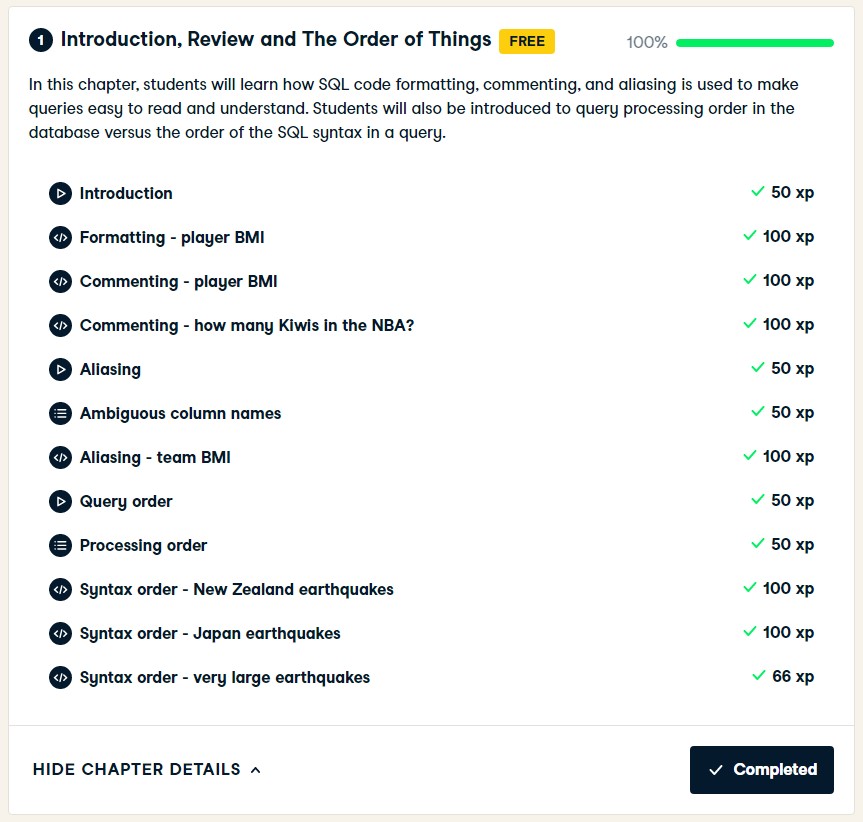 1 Introduction, Review and The Order of Things FREE 100%
In this chapter, students will learn how SQL code formatting, commenting, and aliasing is used to make
queries easy to read and understand. Students will also be introduced to query processing order in the
database versus the order of the SQL syntax in a query.
Introduction 50 xp
Formatting - player BMI 100 xp
Commenting - player BMI 100 xp
Commenting - how many Kiwis in the NBA? 100 xp
Aliasing 50 xp
Ambiguous column names 50 xp
Aliasing - team BMI 100 xp
Query order 50 xp
Processing order 50 xp
Syntax order - New Zealand earthquakes 100 xp
Syntax order - Japan earthquakes 100 xp
Syntax order - very large earthquakes 66 xp
HIDE CHAPTER DETAILS Completed